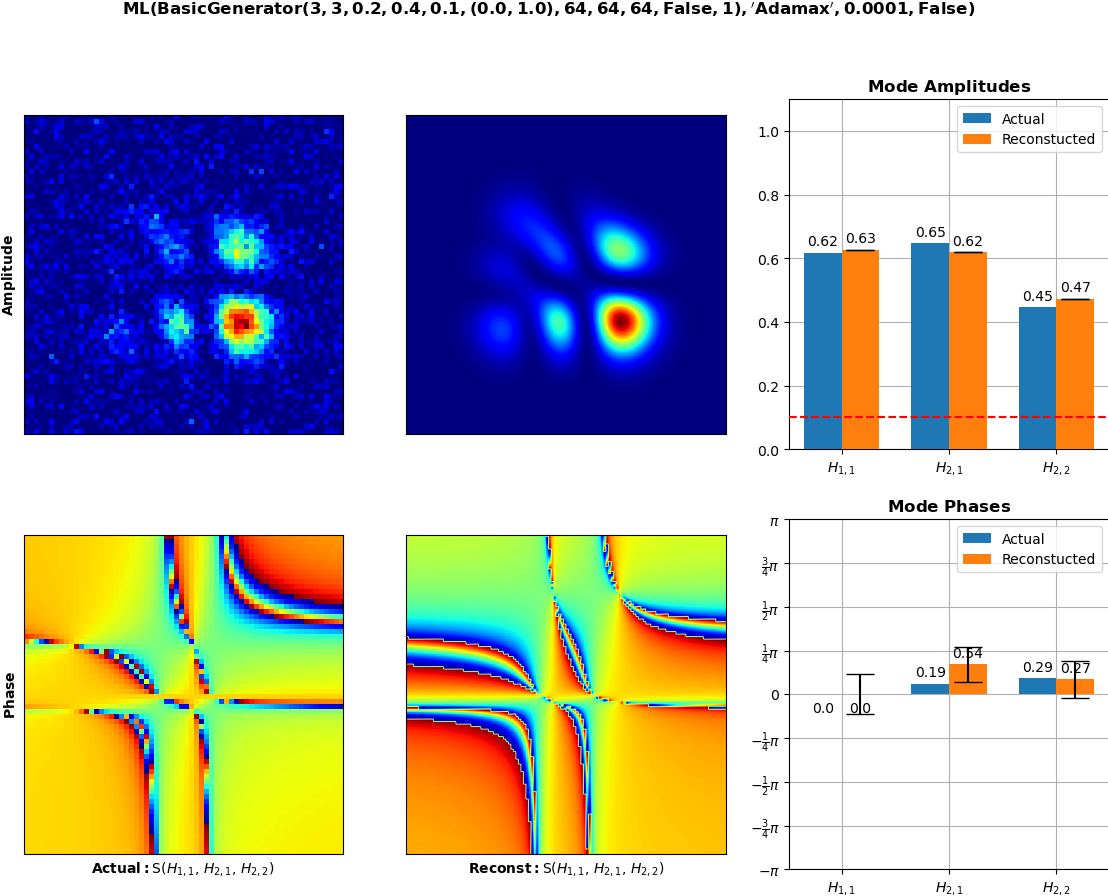 ML(BasicGenerator(3, 3, 0.2, 0.4, 0.1, (0.0, 1.0), 64, 64, 64, False, 1), 'Adamax', 0.0001, False)
Mode Amplitudes
Actual
Reconstucted
1.0
0.8
0.6
0.4
0.2
0.0
0.62 0.63
0.65 0.62
0.45 0.47
H1,1 H2,1 H2,2
Amplitude
Mode Phases
Actual
Reconstucted
π
3/4π
1/2π
1/4π
0
−1/4π
−1/2π
−3/4π
−π
0.0 0.0
0.19 0.54
0.29 0.27
H1,1 H2,1 H2,2
Phase
Actual: S(H1,1, H2,1, H2,2)
Reconst: S(H1,1, H2,1, H2,2)